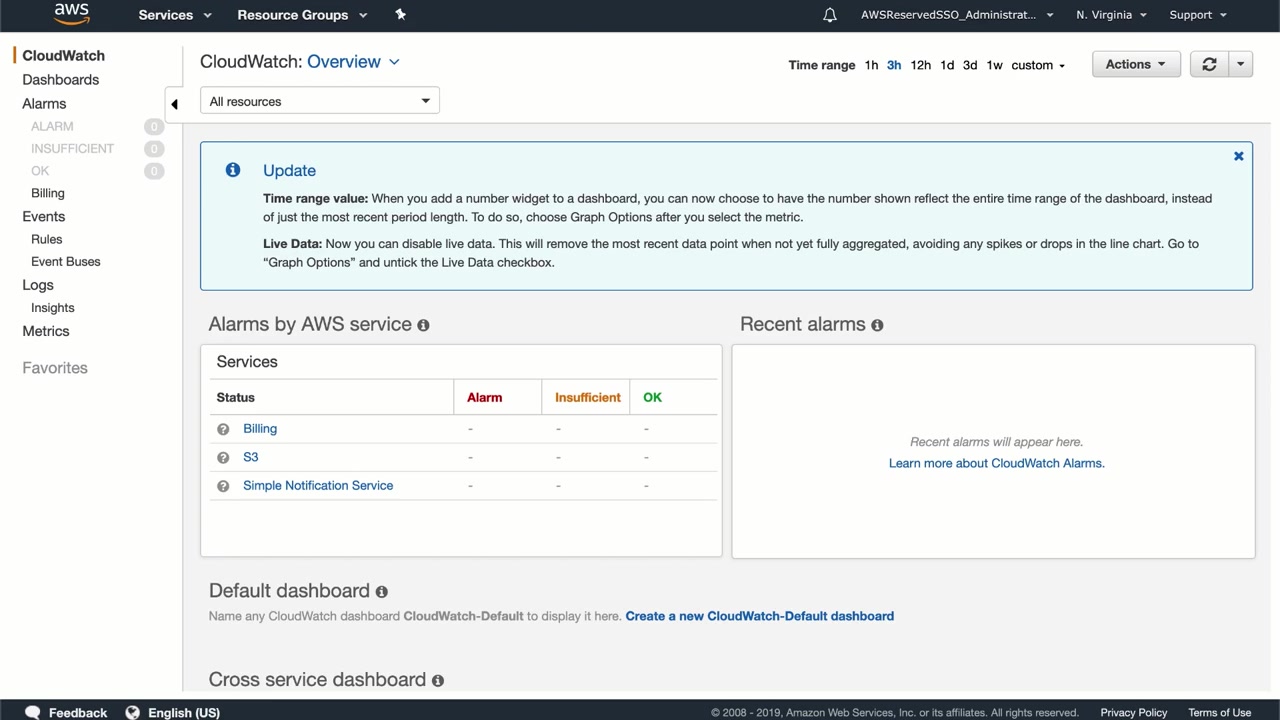 aws Services Resource Groups AWSReservedSSO_Administrat... N. Virginia Support
CloudWatch
Dashboards
Alarms
ALARM 0
INSUFFICIENT 0
OK 0
Billing
Events
Rules
Event Buses
Logs
Insights
Metrics
Favorites
CloudWatch: Overview
Time range 1h 3h 12h 1d 3d 1w custom Actions
All resources
Update
Time range value: When you add a number widget to a dashboard, you can now choose to have the number shown reflect the entire time range of the dashboard, instead
of just the most recent period length. To do so, choose Graph Options after you select the metric.
Live Data: Now you can disable live data. This will remove the most recent data point when not yet fully aggregated, avoiding any spikes or drops in the line chart. Go to
“Graph Options” and untick the Live Data checkbox.
Alarms by AWS service
Services
Status Alarm Insufficient OK
Billing - - -
S3 - - -
Simple Notification Service - - -
Recent alarms
Recent alarms will appear here.
Learn more about CloudWatch Alarms.
Default dashboard
Name any CloudWatch dashboard CloudWatch-Default to display it here. Create a new CloudWatch-Default dashboard
Cross service dashboard
Feedback English (US) © 2008 - 2019, Amazon Web Services, Inc. or its affiliates. All rights reserved. Privacy Policy Terms of Use